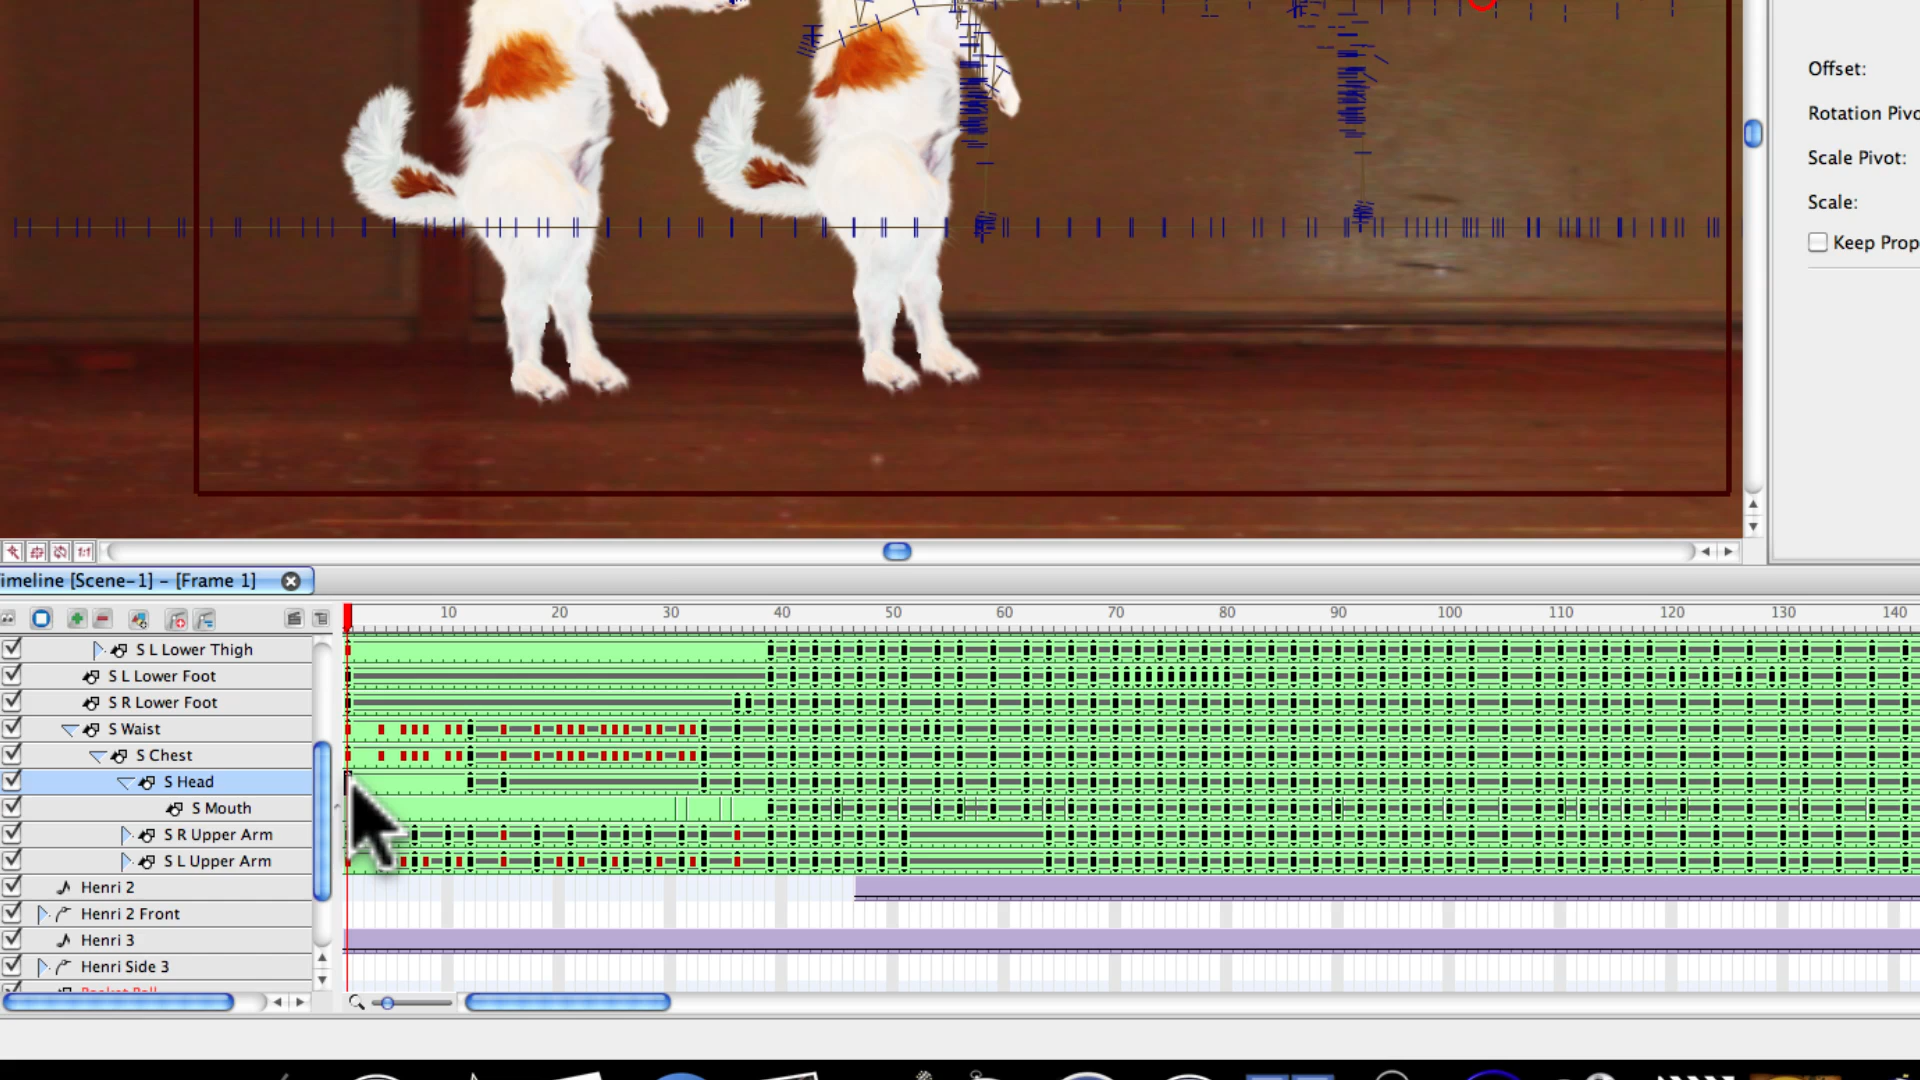 Offset:
Rotation Pivo
Scale Pivot:
Scale:
Keep Prop
1:1
imeline [Scene-1] - [Frame 1]
10 20 30 40 50 60 70 80 90 100 110 120 130 140
S L Lower Thigh
S L Lower Foot
S R Lower Foot
S Waist
S Chest
S Head
S Mouth
S R Upper Arm
S L Upper Arm
Henri 2
Henri 2 Front
Henri 3
Henri Side 3